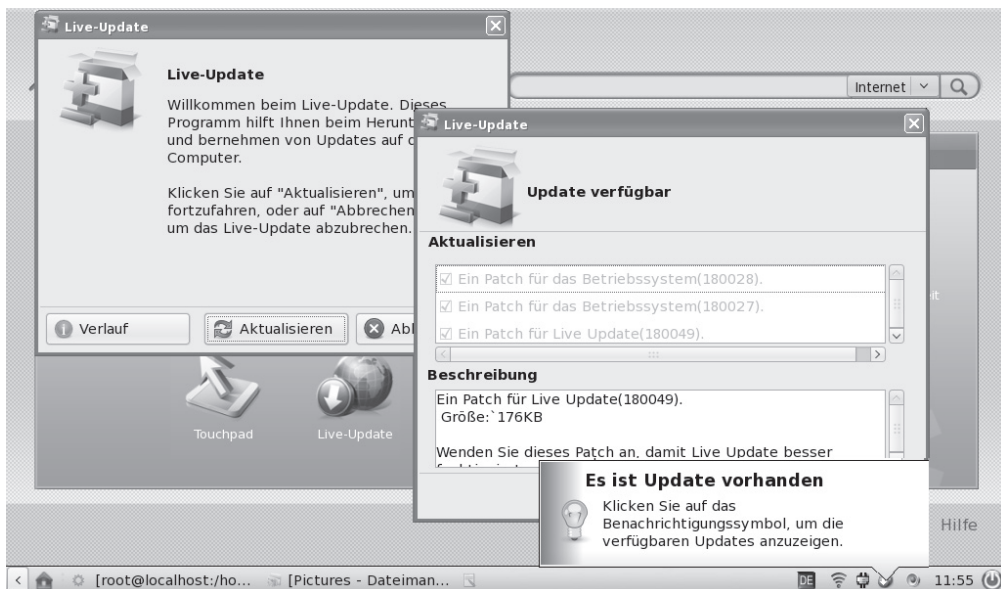 Live-Update
Live-Update
Willkommen beim Live-Update. Dieses
Programm hilft Ihnen beim Herunt
und bernehmen von Updates auf d
Computer.
Klicken Sie auf "Aktualisieren", um
fortzufahren, oder auf "Abbrechen
um das Live-Update abzubrechen.
Verlauf
Aktualisieren
Abl
Internet
Live-Update
Update verfügbar
Aktualisieren
Ein Patch für das Betriebssystem(180028).
Ein Patch für das Betriebssystem(180027).
Ein Patch für Live Update(180049).
Beschreibung
Ein Patch für Live Update(180049).
Größe:`176KB
Wenden Sie dieses Patch an, damit Live Update besser
Touchpad
Live-Update
Es ist Update vorhanden
Klicken Sie auf das
Benachrichtigungssymbol, um die
verfügbaren Updates anzuzeigen.
Hilfe
[root@localhost:/ho...
[Pictures - Dateiman...
DE
11:55